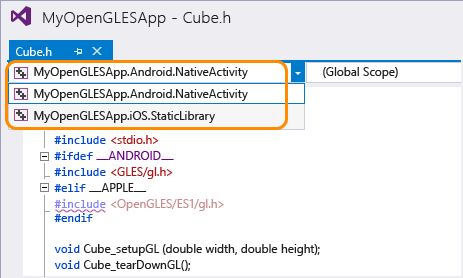 MyOpenGLESApp - Cube.h
Cube.h
MyOpenGLESApp.Android.NativeActivity (Global Scope)
MyOpenGLESApp.Android.NativeActivity
MyOpenGLESApp.iOS.StaticLibrary
#include <stdio.h>
#ifdef __ANDROID__
#include <GLES/gl.h>
#elif __APPLE__
#include <OpenGLES/ES1/gl.h>
#endif
void Cube_setupGL (double width, double height);
void Cube_tearDownGL();